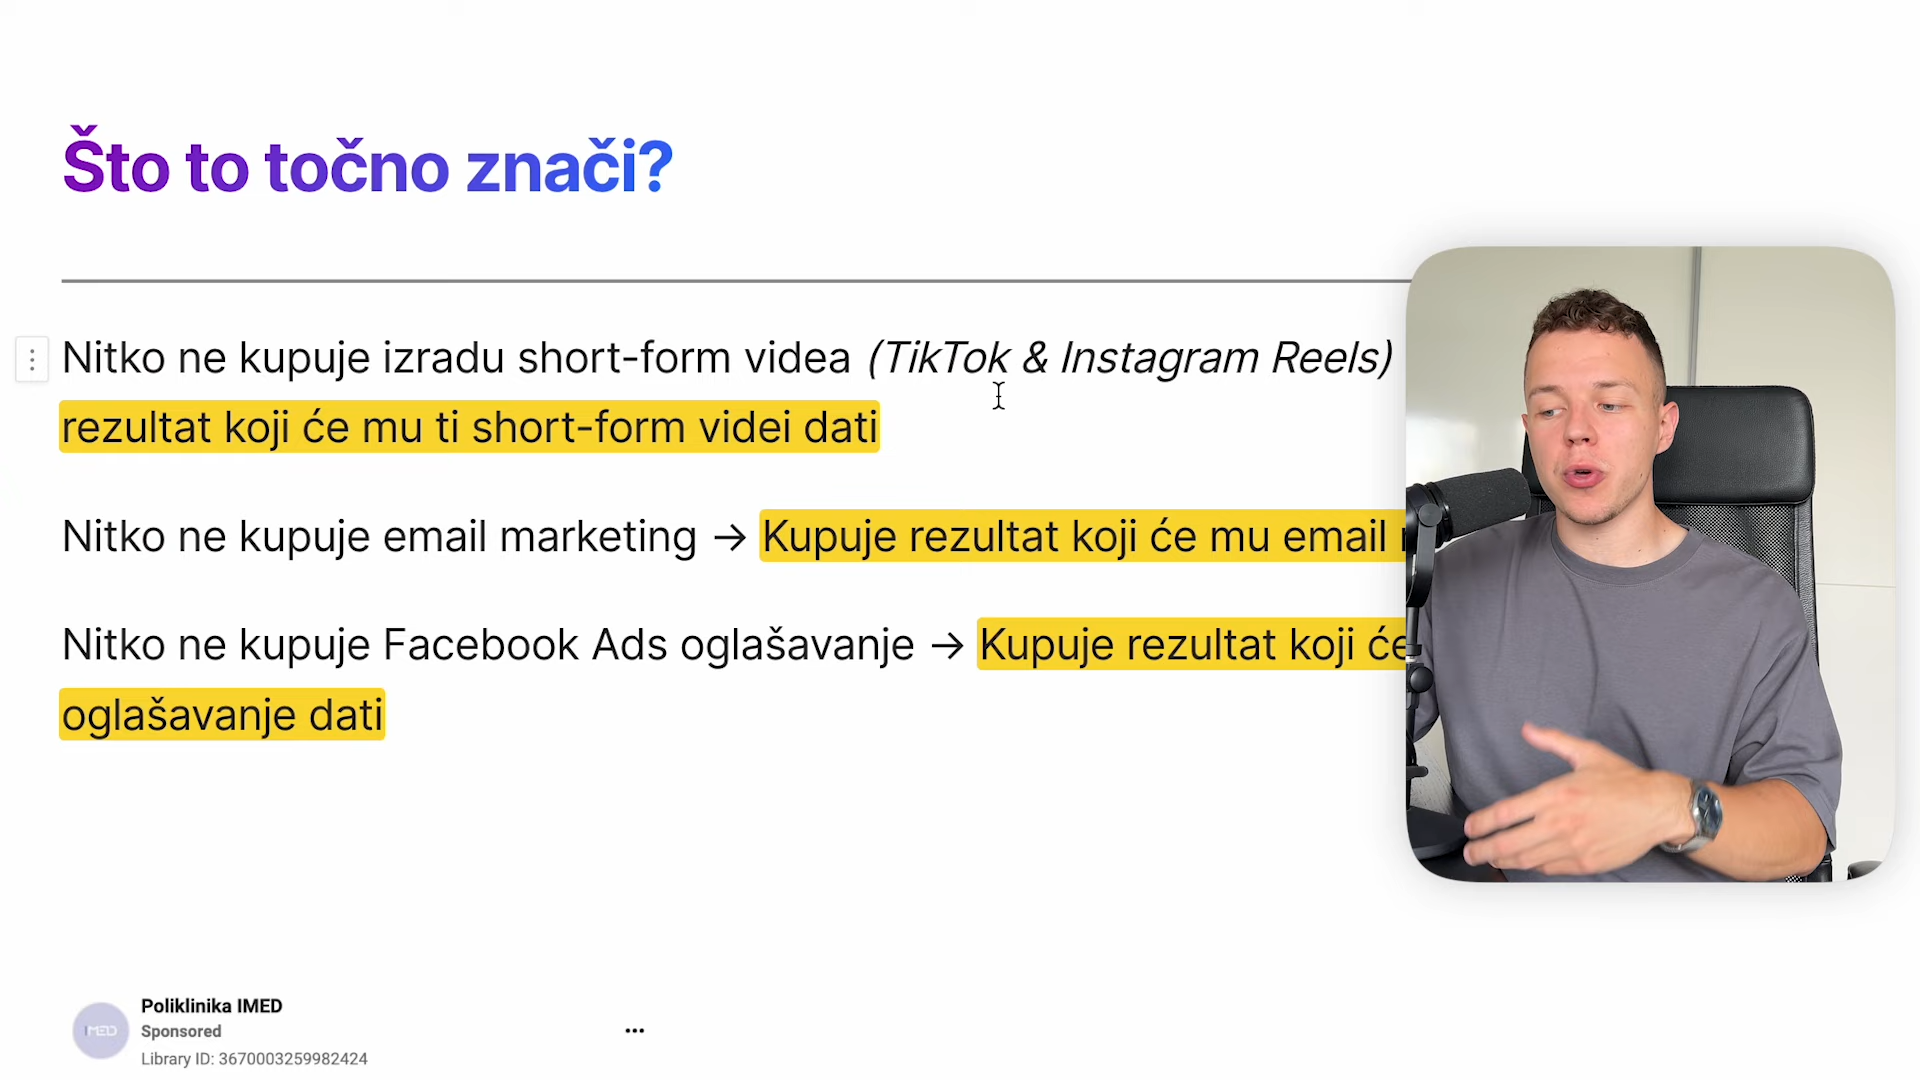 Što to točno znači?
Nitko ne kupuje izradu short-form videa (TikTok & Instagram Reels)
rezultat koji će mu ti short-form videi dati
Nitko ne kupuje email marketing → Kupuje rezultat koji će mu email
Nitko ne kupuje Facebook Ads oglašavanje → Kupuje rezultat koji će
oglašavanje dati
Poliklinika IMED
IMED
Sponsored
Library ID: 3670003259982424